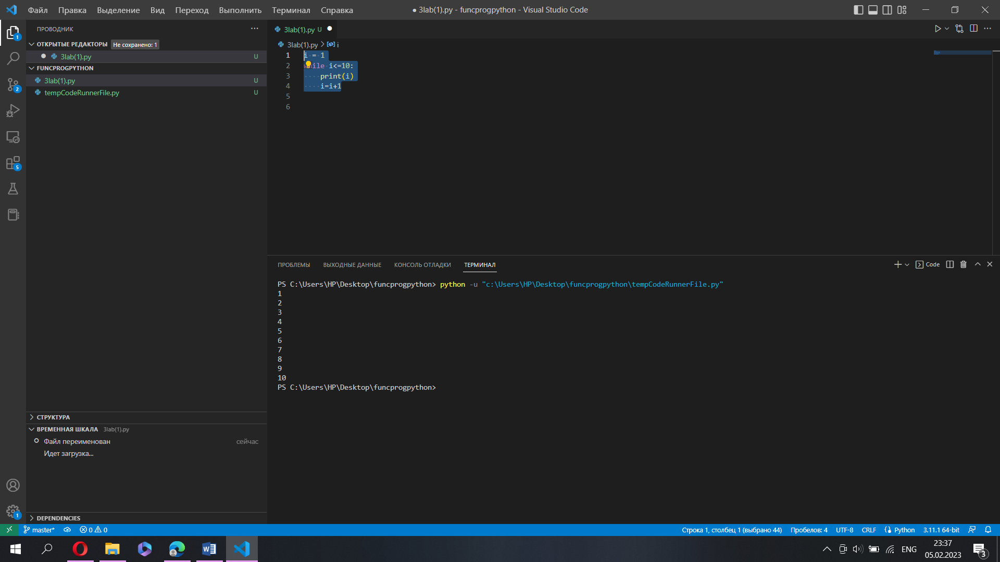 Файл Правка Выделение Вид Переход Выполнить Терминал Справка
● 3lab(1).py - funcprogpython - Visual Studio Code
ПРОВОДНИК
ОТКРЫТЫЕ РЕДАКТОРЫ Не сохранено: 1
3lab(1).py U
FUNCPROGPYTHON
3lab(1).py U
tempCodeRunnerFile.py U
1
2
5
3lab(1).py U
3lab(1).py > i
1 i = 1
2 while i<=10:
3 print(i)
4 i=i+1
5
6
ПРОБЛЕМЫ ВЫХОДНЫЕ ДАННЫЕ КОНСОЛЬ ОТЛАДКИ ТЕРМИНАЛ
Code
PS C:\Users\HP\Desktop\funcprogpython> python -u "c:\Users\HP\Desktop\funcprogpython\tempCodeRunnerFile.py"
1
2
3
4
5
6
7
8
9
10
PS C:\Users\HP\Desktop\funcprogpython>
СТРУКТУРА
ВРЕМЕННАЯ ШКАЛА 3lab(1).py
Файл переименован сейчас
Идет загрузка...
1
DEPENDENCIES
master* 0 0
Строка 1, столбец 1 (выбрано 44) Пробелов: 4 UTF-8 CRLF Python 3.11.1 64-bit
ENG
23:37
05.02.2023
3